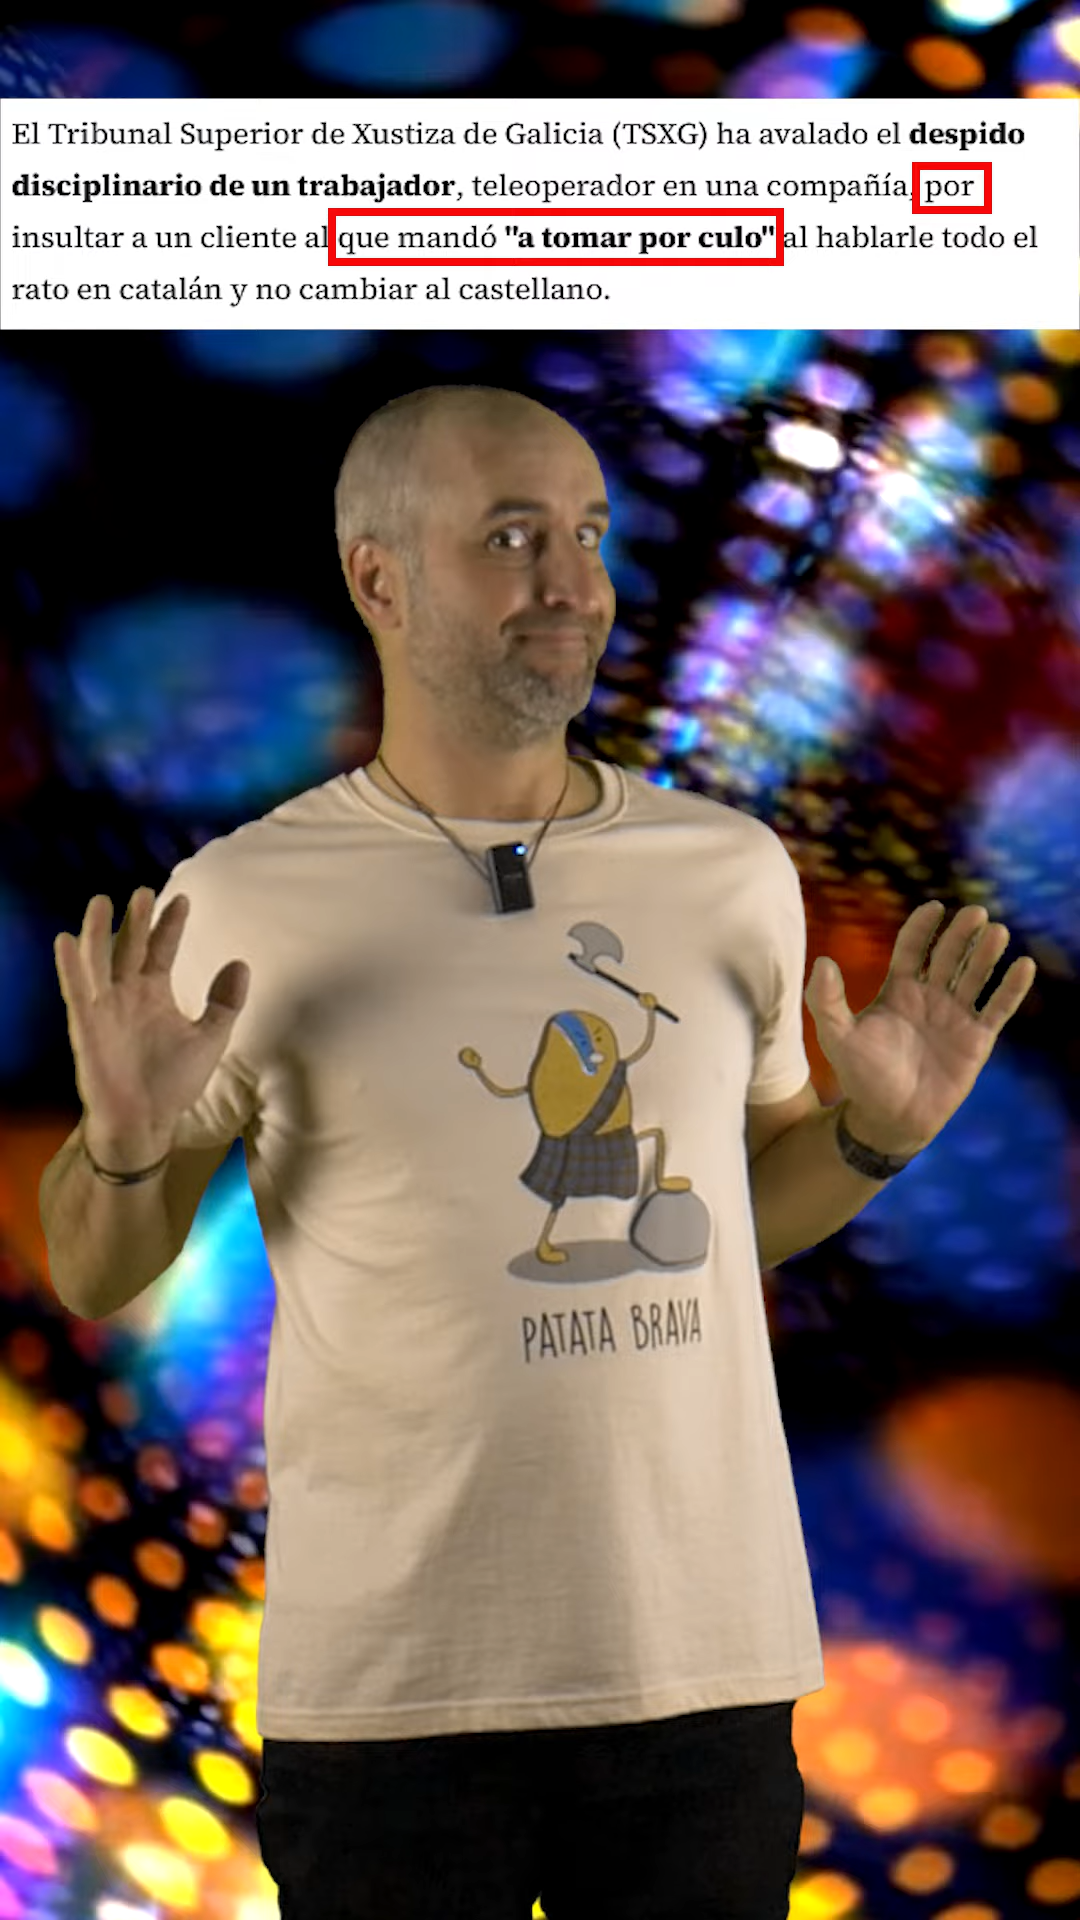 El Tribunal Superior de Xustiza de Galicia (TSXG) ha avalado el despido
disciplinario de un trabajador, teleoperador en una compañía, por
insultar a un cliente al que mandó "a tomar por culo" al hablarle todo el
rato en catalán y no cambiar al castellano.
PATATA BRAVA